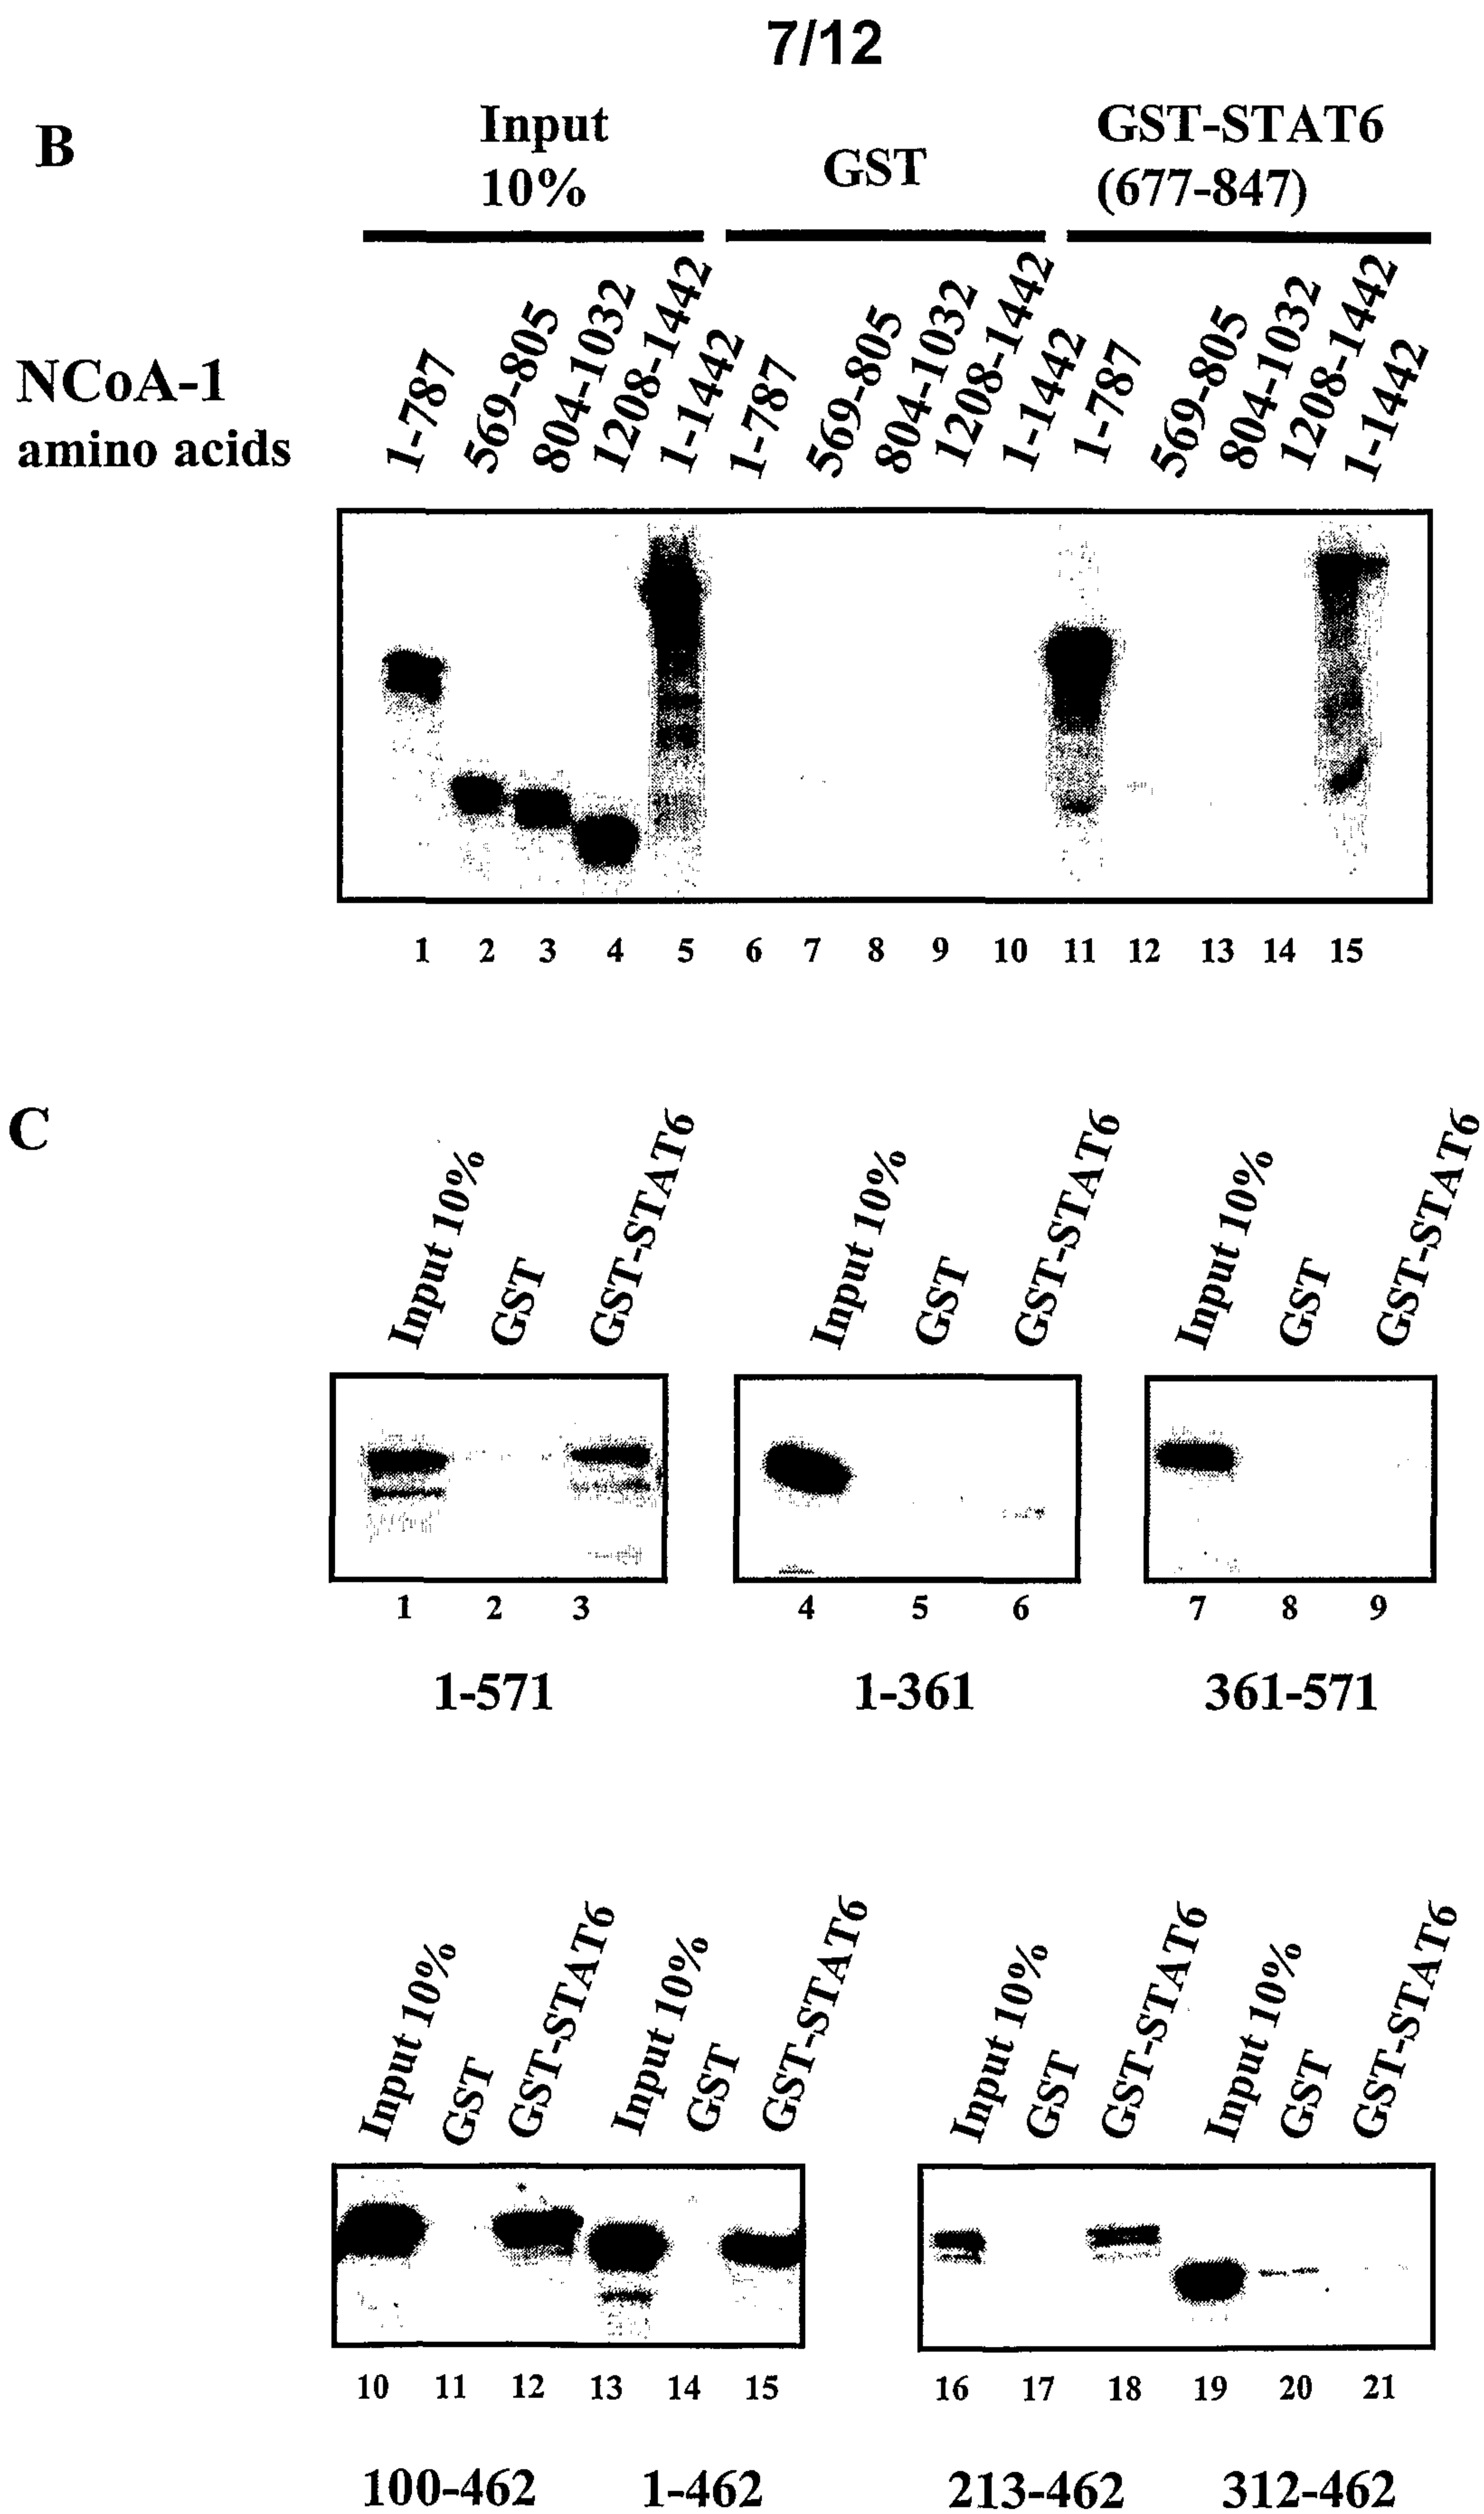 7/12
B
Input
10%
GST
GST-STAT6
(677-847)
NCoA-1
amino acids
1-787 569-805 804-1032 1208-1442 1-1442 1-787 569-805 804-1032 1208-1442 1-1442 1-787 569-805 804-1032 1208-1442 1-1442
1 2 3 4 5 6 7 8 9 10 11 12 13 14 15
C
Input 10% GST GST-STAT6 Input 10% GST GST-STAT6 Input 10% GST GST-STAT6
1 2 3 4 5 6 7 8 9
1-571 1-361 361-571
Input 10% GST GST-STAT6 Input 10% GST GST-STAT6 Input 10% GST GST-STAT6 Input 10% GST GST-STAT6
10 11 12 13 14 15 16 17 18 19 20 21
100-462 1-462 213-462 312-462